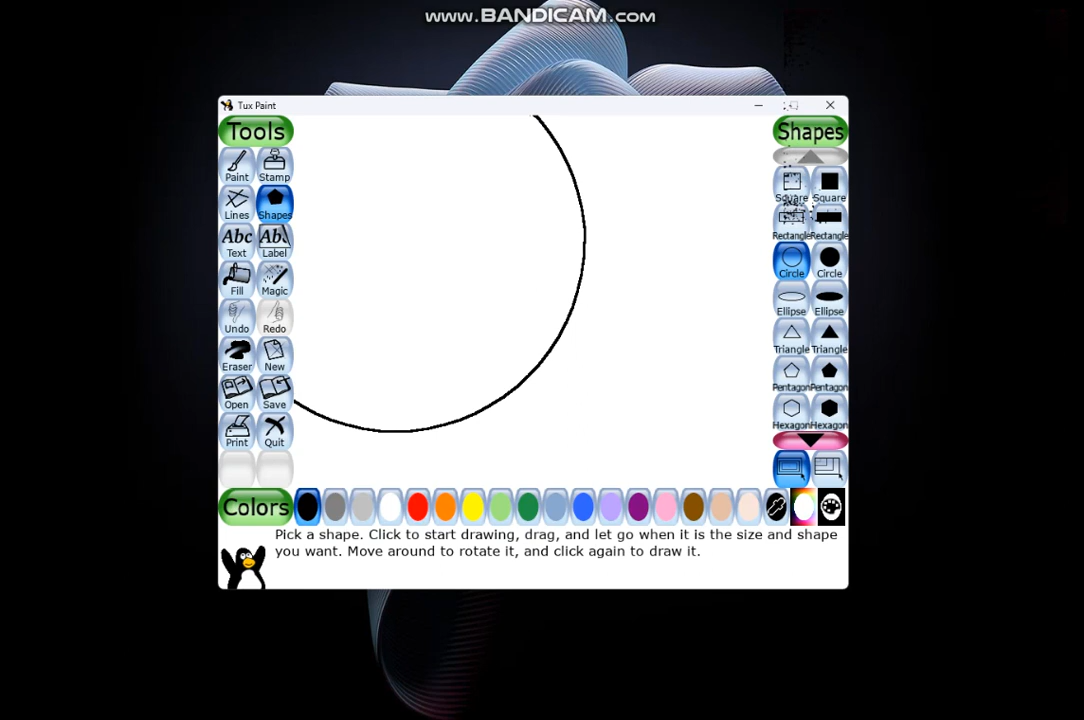 www.BANDICAM.com
Tux Paint
Tools
Shapes
Paint
Stamp
Square
Square
Lines
Shapes
Rectangle
Rectangle
Abc
Abc
Text
Label
Circle
Circle
Fill
Magic
Ellipse
Ellipse
Undo
Redo
Triangle
Triangle
Eraser
New
Pentagon
Pentagon
Open
Save
Hexagon
Hexagon
Print
Quit
Colors
Pick a shape. Click to start drawing, drag, and let go when it is the size and shape
you want. Move around to rotate it, and click again to draw it.